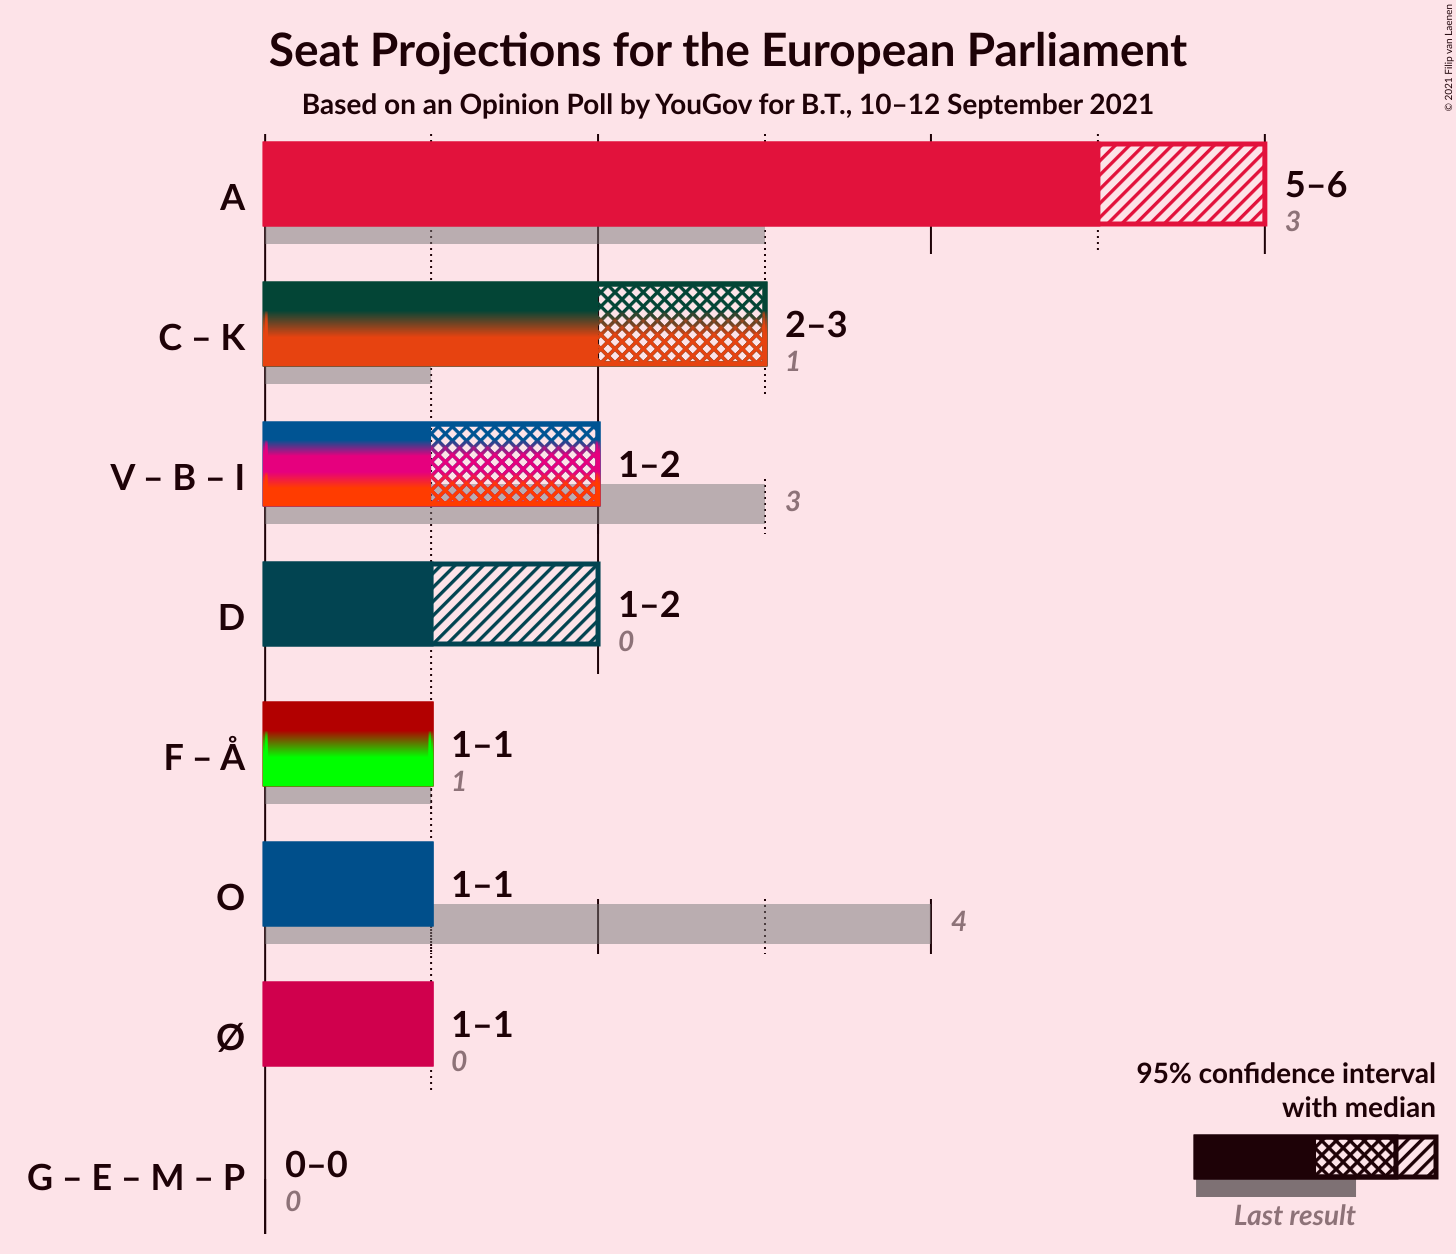 Seat Projections for the European Parliament
Based on an Opinion Poll by YouGov for B.T., 10–12 September 2021
© 2021 Filip van Laenen
A
5–6
3
C – K
2–3
1
V – B – I
1–2
3
D
1–2
0
F – Å
1–1
1
O
1–1
4
Ø
1–1
0
G – E – M – P
0–0
0
95% confidence interval
with median
Last result